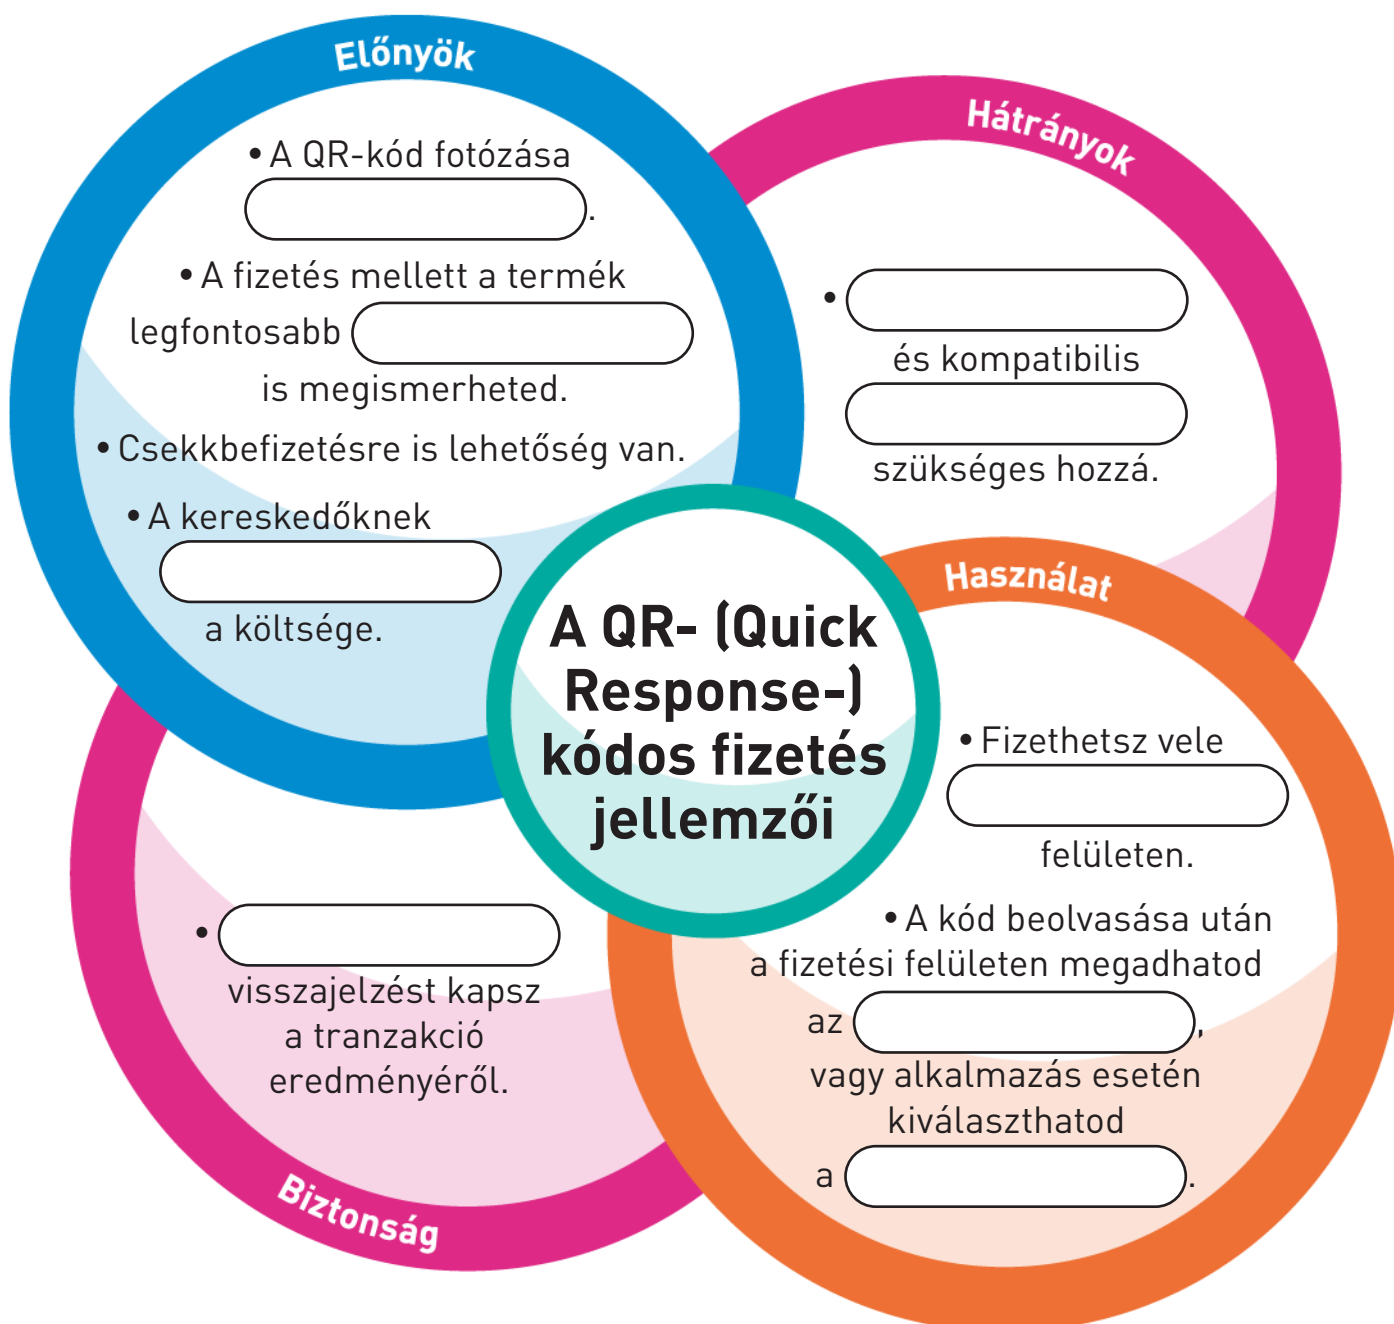 Előnyök
• A QR-kód fotózása
.
• A fizetés mellett a termék
legfontosabb
is megismerheted.
• Csekkbefizetésre is lehetőség van.
• A kereskedőknek
a költsége.
Hátrányok
•
és kompatibilis
szükséges hozzá.
A QR- (Quick
Response-)
kódos fizetés
jellemzői
Használat
• Fizethetsz vele
felületen.
• A kód beolvasása után
a fizetési felületen megadhatod
az ,
vagy alkalmazás esetén
kiválaszthatod
a .
•
visszajelzést kapsz
a tranzakció
eredményéről.
Biztonság